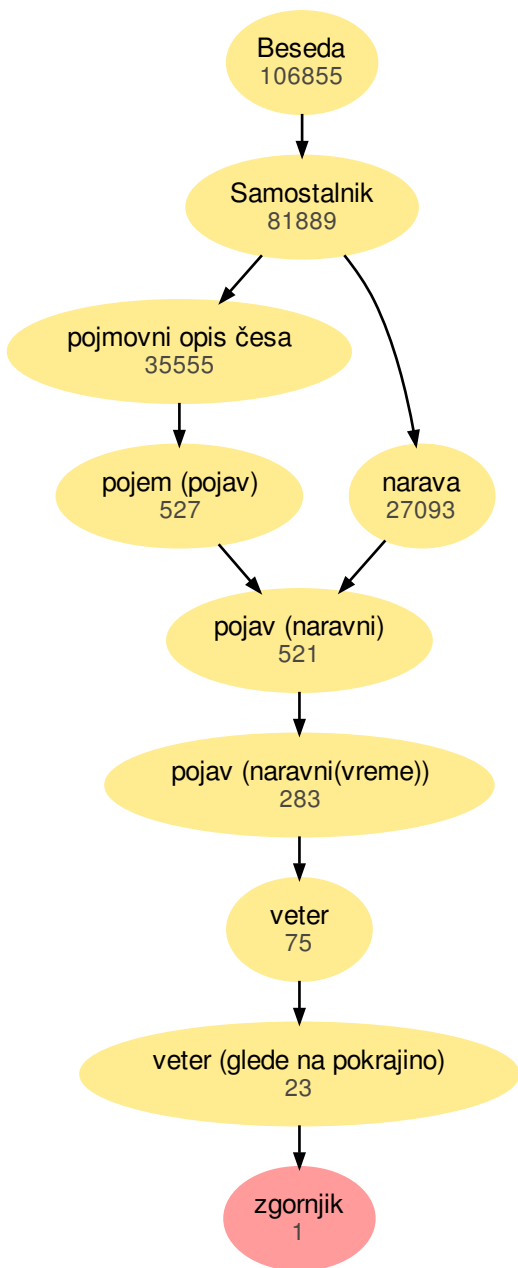 Beseda
106855
Samostalnik
81889
pojmovni opis česa
35555
pojem (pojav)
527
narava
27093
pojav (naravni)
521
pojav (naravni(vreme))
283
veter
75
veter (glede na pokrajino)
23
zgornjik
1